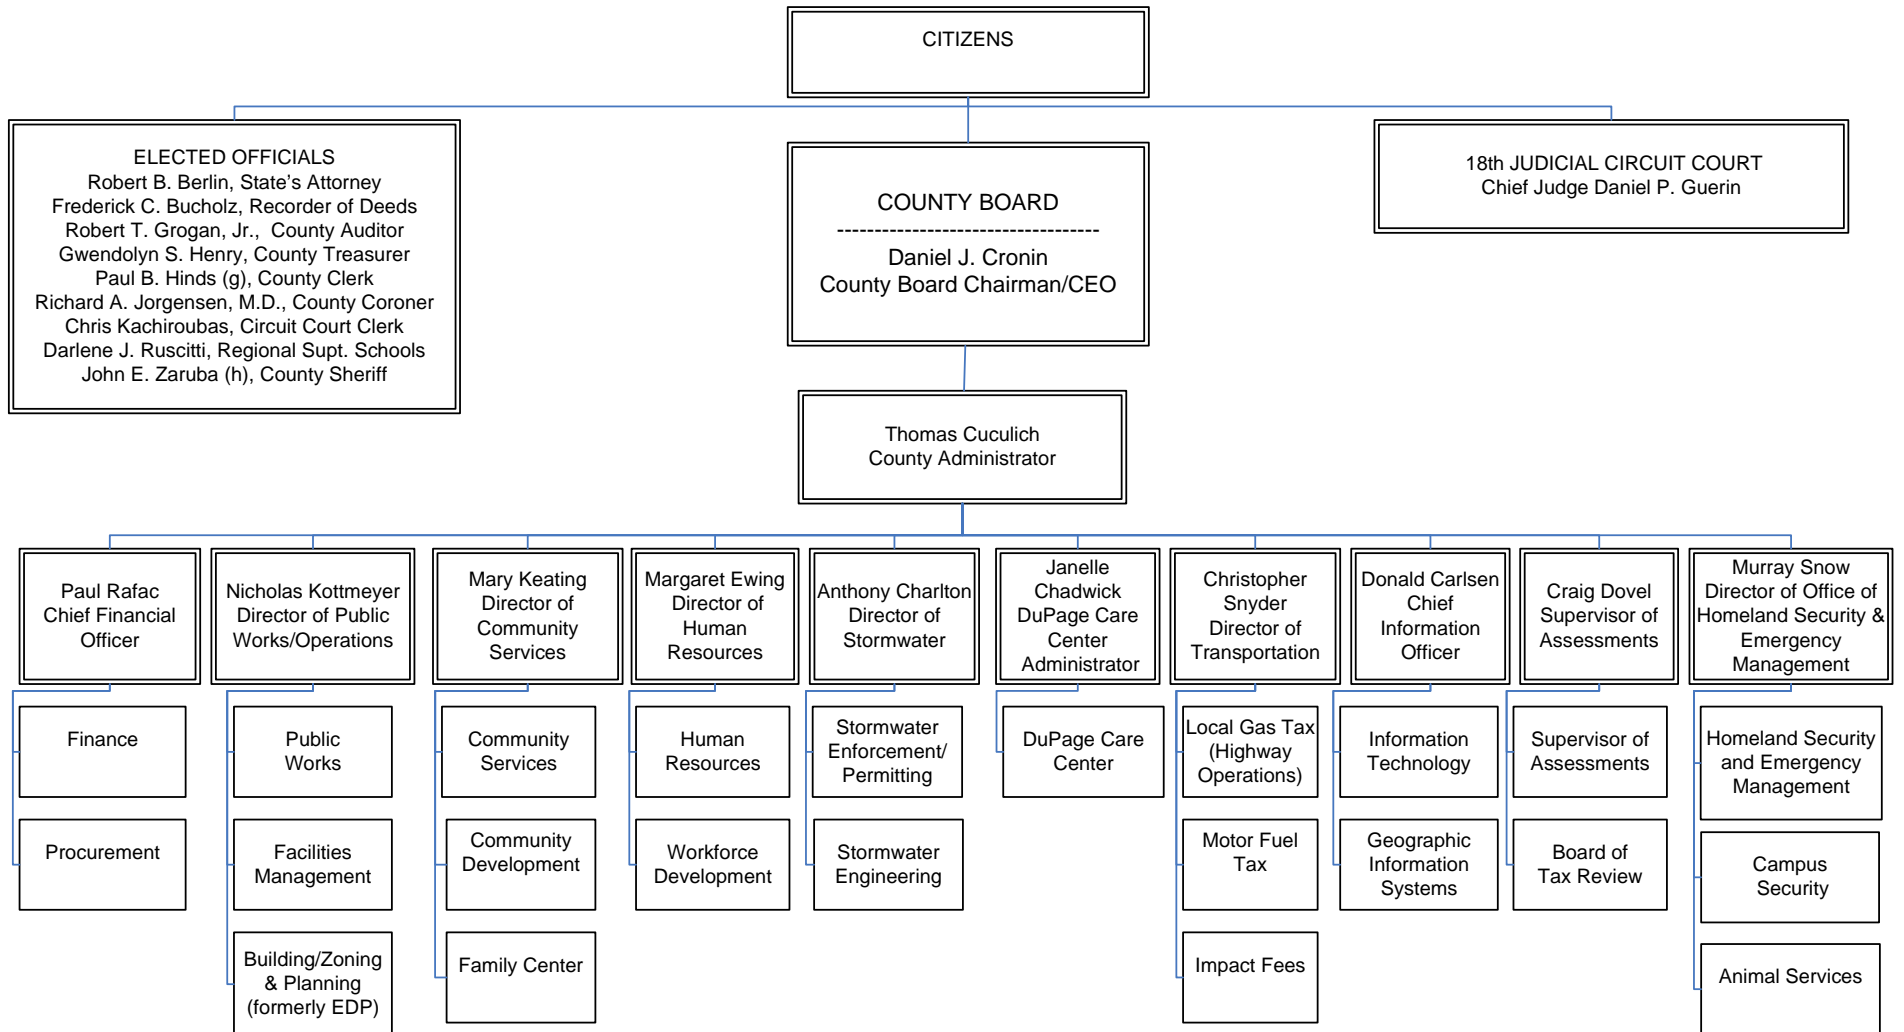 CITIZENS
ELECTED OFFICIALS
Robert B. Berlin, State’s Attorney
Frederick C. Bucholz, Recorder of Deeds
Robert T. Grogan, Jr., County Auditor
Gwendolyn S. Henry, County Treasurer
Paul B. Hinds (g), County Clerk
Richard A. Jorgensen, M.D., County Coroner
Chris Kachiroubas, Circuit Court Clerk
Darlene J. Ruscitti, Regional Supt. Schools
John E. Zaruba (h), County Sheriff
COUNTY BOARD
-----------------------------------
Daniel J. Cronin
County Board Chairman/CEO
18th JUDICIAL CIRCUIT COURT
Chief Judge Daniel P. Guerin
Thomas Cuculich
County Administrator
Paul Rafac
Chief Financial
Officer
Nicholas Kottmeyer
Director of Public
Works/Operations
Mary Keating
Director of
Community
Services
Margaret Ewing
Director of
Human
Resources
Anthony Charlton
Director of
Stormwater
Janelle
Chadwick
DuPage Care
Center
Administrator
Christopher
Snyder
Director of
Transportation
Donald Carlsen
Chief
Information
Officer
Craig Dovel
Supervisor of
Assessments
Murray Snow
Director of Office of
Homeland Security &
Emergency
Management
Finance
Public
Works
Community
Services
Human
Resources
Stormwater
Enforcement/
Permitting
DuPage Care
Center
Local Gas Tax
(Highway
Operations)
Information
Technology
Supervisor of
Assessments
Homeland Security
and Emergency
Management
Procurement
Facilities
Management
Community
Development
Workforce
Development
Stormwater
Engineering
Motor Fuel
Tax
Geographic
Information
Systems
Board of
Tax Review
Campus
Security
Building/Zoning
& Planning
(formerly EDP)
Family Center
Impact Fees
Animal Services